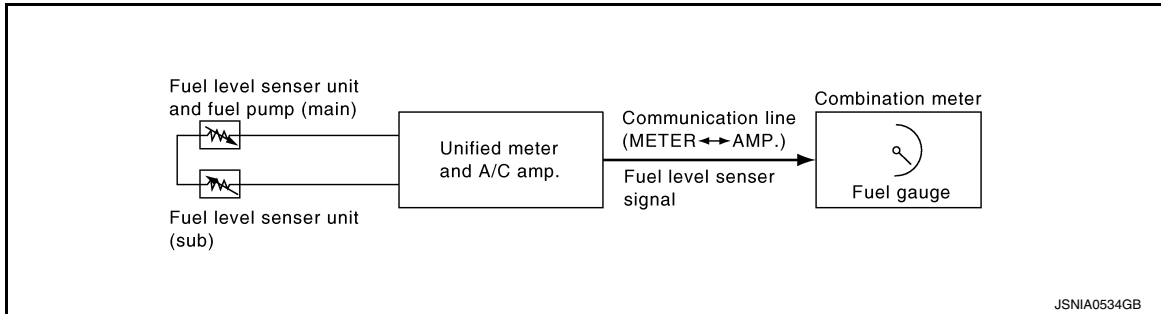 Fuel level senser unit
and fuel pump (main)
Fuel level senser unit
(sub)
Unified meter
and A/C amp.
Communication line
(METER↔AMP.)
Fuel level senser
signal
Combination meter
Fuel gauge
JSNIA0534GB